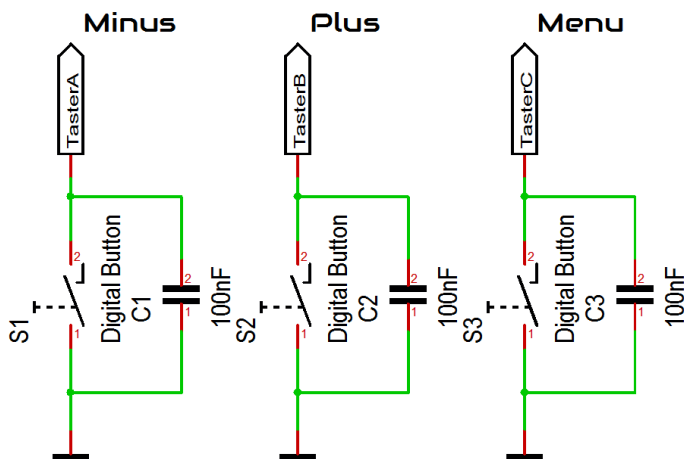 Minus
Plus
Menu
TasterA
TasterB
TasterC
2
S1
1
Digital Button
C1
2
1
100nF
2
S2
1
Digital Button
C2
2
1
100nF
2
S3
1
Digital Button
C3
2
1
100nF